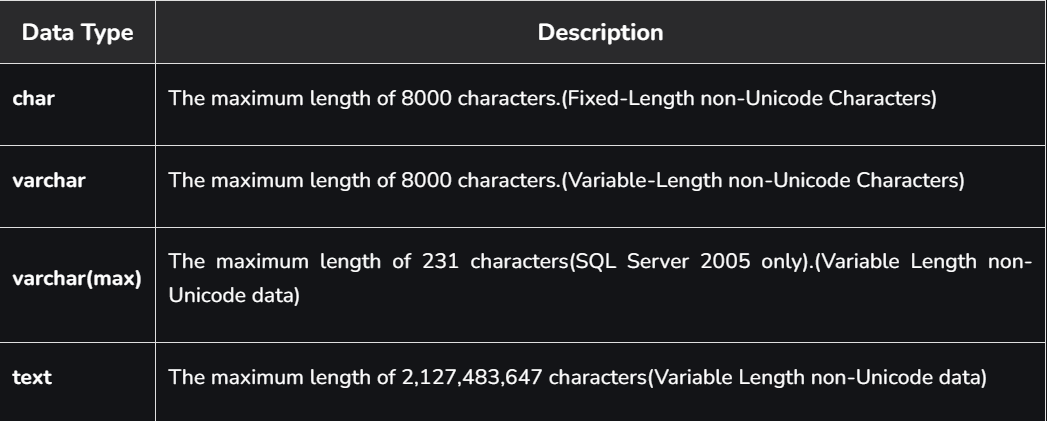 Data Type Description
char The maximum length of 8000 characters.(Fixed-Length non-Unicode Characters)
varchar The maximum length of 8000 characters.(Variable-Length non-Unicode Characters)
varchar(max) The maximum length of 231 characters(SQL Server 2005 only).(Variable Length non-
Unicode data)
text The maximum length of 2,127,483,647 characters(Variable Length non-Unicode data)